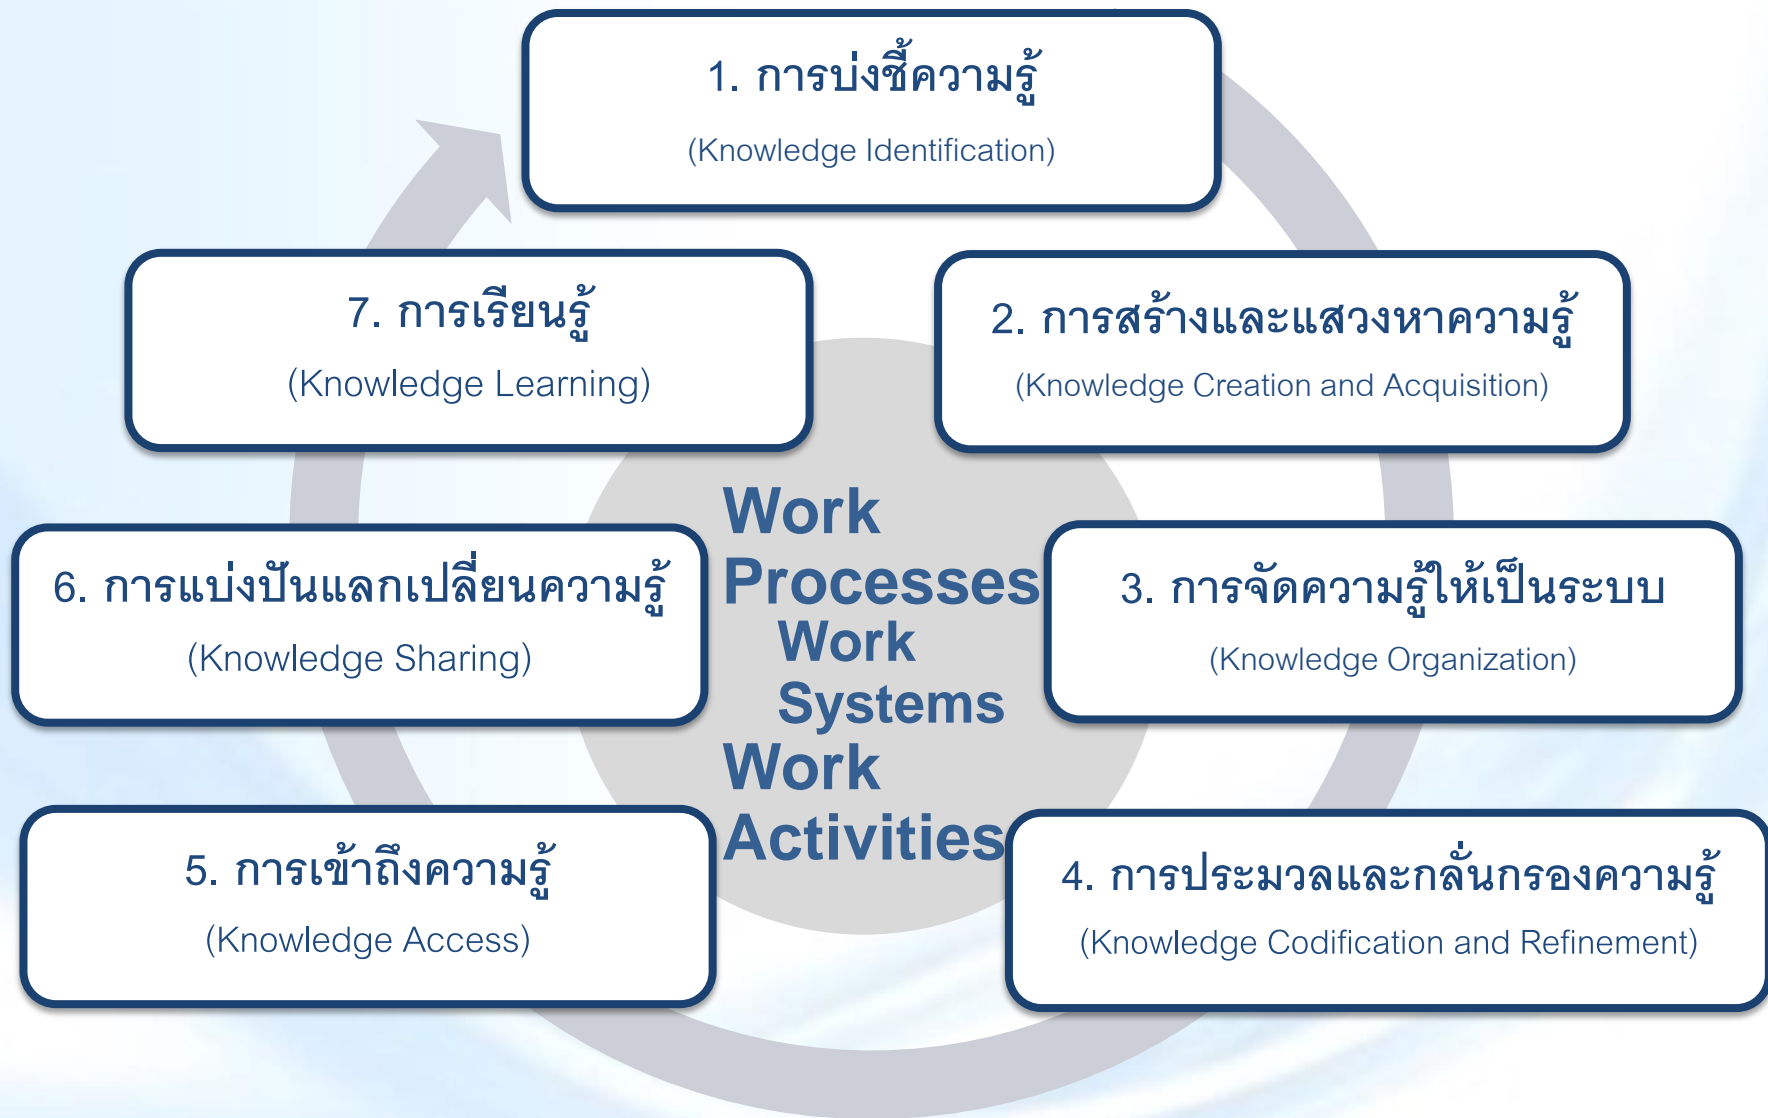 1. การบ่งชี้ความรู้
(Knowledge Identification)
2. การสร้างและแสวงหาความรู้
(Knowledge Creation and Acquisition)
3. การจัดความรู้ให้เป็นระบบ
(Knowledge Organization)
4. การประมวลและกลั่นกรองความรู้
(Knowledge Codification and Refinement)
5. การเข้าถึงความรู้
(Knowledge Access)
6. การแบ่งปันแลกเปลี่ยนความรู้
(Knowledge Sharing)
7. การเรียนรู้
(Knowledge Learning)
Work
Processes
Work
Systems
Work
Activities